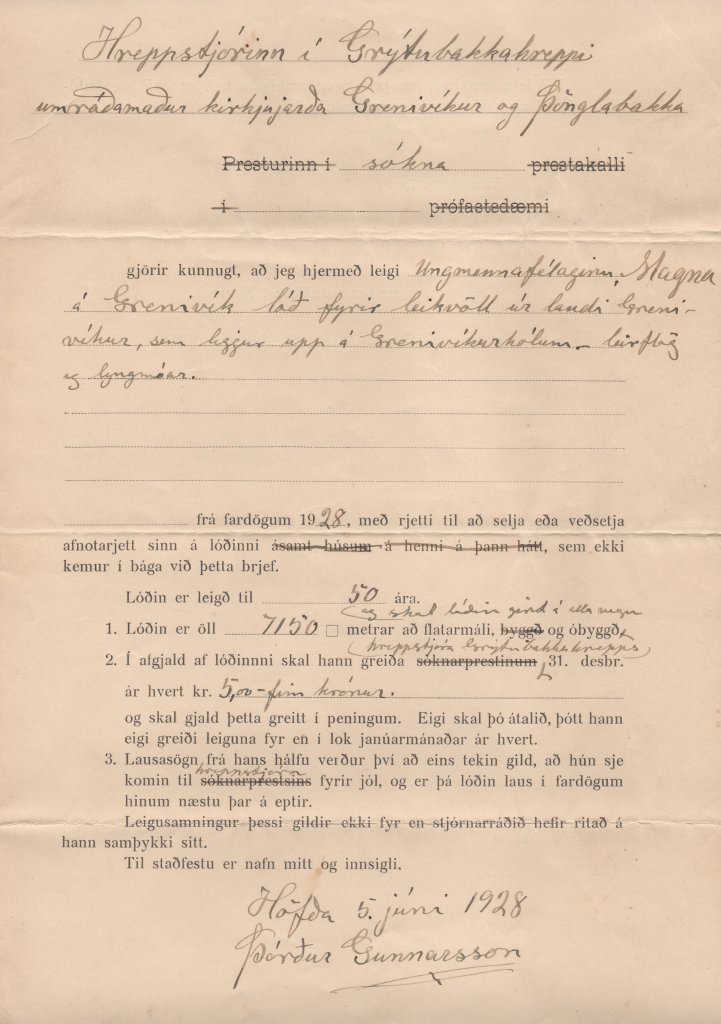 Hreppstjórinn í Grýtubakkahreppi
umráðamaður kirkjujarða Grenivíkur og Þönglabakka
Presturinn í sókna prestakalli
í prófastsdæmi
gjörir kunnugt, að jeg hjermeð leigi Ungmennafélaginu, Magna
á Grenivík lóð fyrir leikvöll úr landi Greni-
víkur, sem liggur upp á Grenivíkurhólum – leirflög
og lyngmóar.
frá fardögum 1928, með rjetti til að selja eða veðsetja
afnotarjett sinn á lóðinni ásamt húsum á henni á þann hátt, sem ekki
kemur í bága við þetta brjef.
Lóðin er leigð til 50 ára.
og skal lóðin girð á alla vegu
1. Lóðin er öll 7150 □ metrar að flatarmáli, byggð og óbyggð
hreppstjóra Grýtubakkahrepps
2. Í afgjald af lóðinnni skal hann greiða sóknarprestinum 31. desbr.
ár hvert kr. 5,00 – fim krónur.
og skal gjald þetta greitt í peningum. Eigi skal þó átalið, þótt hann
eigi greiði leiguna fyr en í lok janúarmánaðar ár hvert.
3. Lausasögn frá hans hálfu verður því að eins tekin gild, að hún sje
hreppstjóra
komin til sóknarprestsins fyrir jól, og er þá lóðin laus í fardögum
hinum næstu þar á eptir.
Leigusamningur þessi gildir ekki fyr en stjórnarráðið hefir ritað á
hann samþykki sitt.
Til staðfestu er nafn mitt og innsigli.
Höfða 5. júní 1928
Þórður Gunnarsson